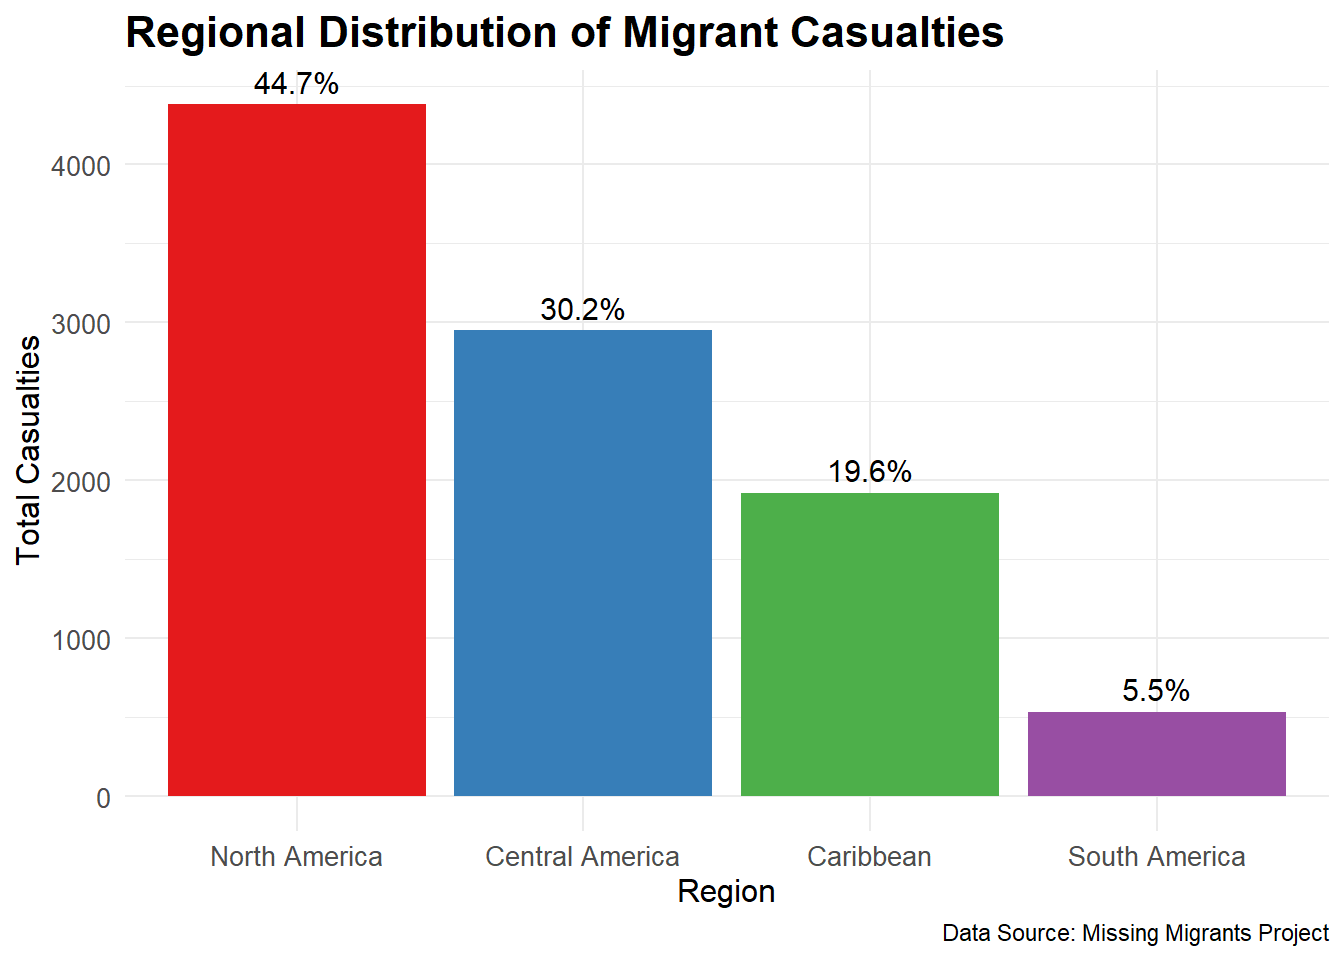 Regional Distribution of Migrant Casualties
44.7%
4000
30.2%
3000
19.6%
2000
Total Casualties
1000
5.5%
0
North America Central America Caribbean South America
Region
Data Source: Missing Migrants Project